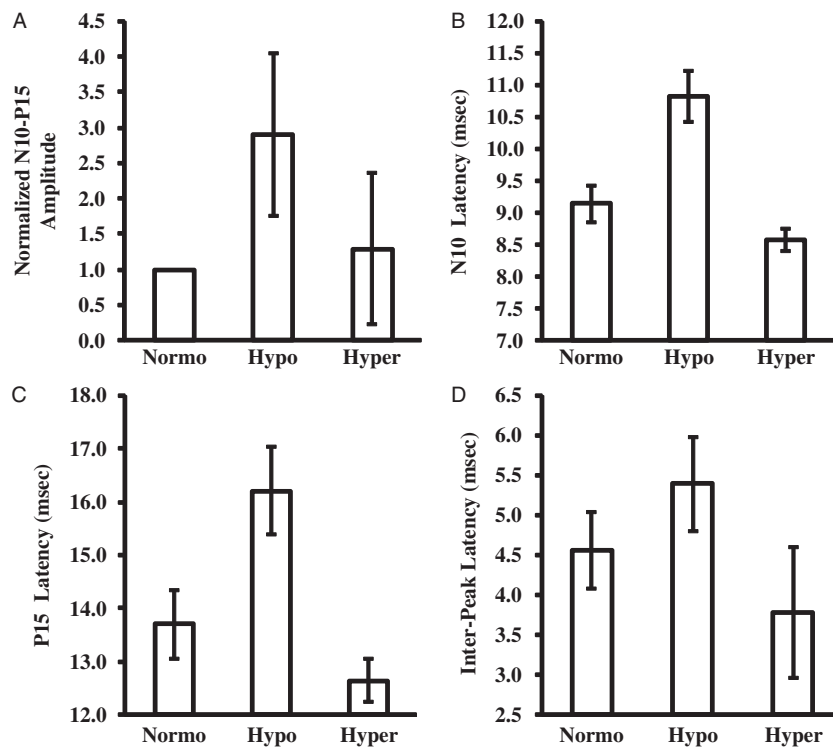 A
Normalized N10-P15
Amplitude
4.5
4.0
3.5
3.0
2.5
2.0
1.5
1.0
0.5
0.0
Normo Hypo Hyper
B
N10 Latency (msec)
12.0
11.5
11.0
10.5
10.0
9.5
9.0
8.5
8.0
7.5
7.0
Normo Hypo Hyper
C
P15 Latency (msec)
18.0
17.0
16.0
15.0
14.0
13.0
12.0
Normo Hypo Hyper
D
Inter-Peak Latency (msec)
6.5
6.0
5.5
5.0
4.5
4.0
3.5
3.0
2.5
Normo Hypo Hyper